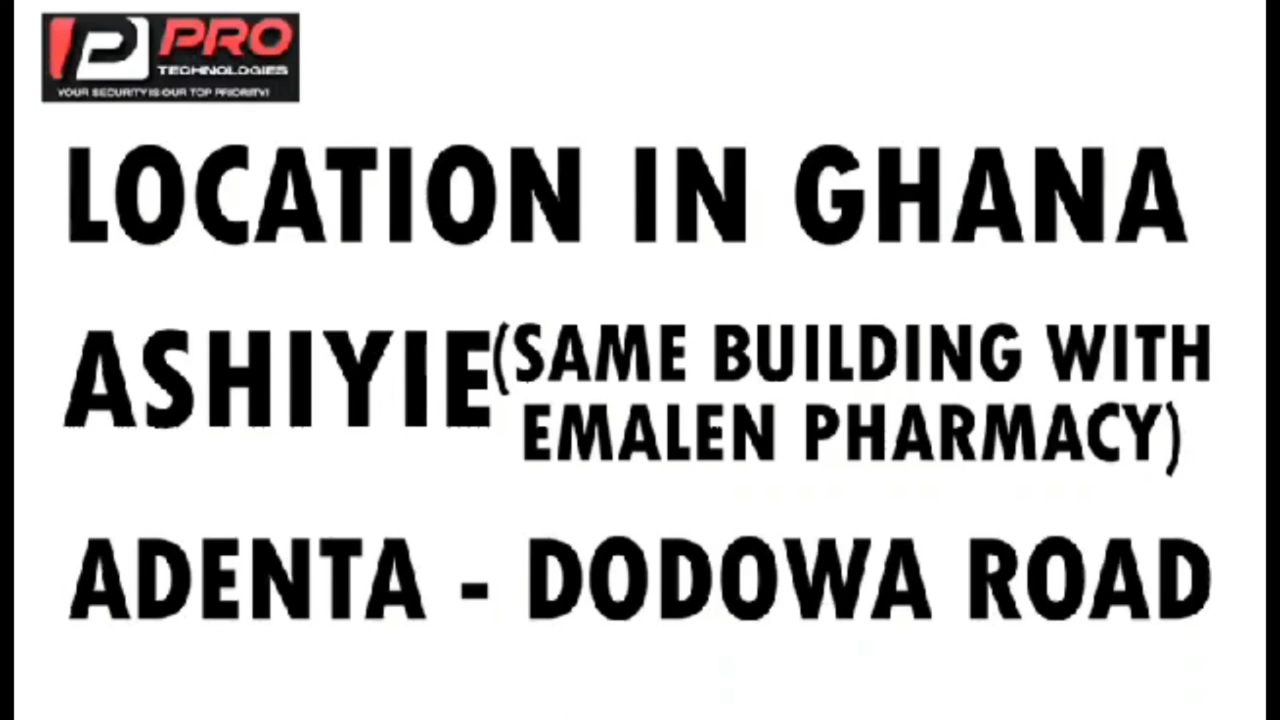 PRO
TECHNOLOGIES
YOUR SECURITY IS OUR TOP PRIORITY!
LOCATION IN GHANA
ASHIYIE (SAME BUILDING WITH
EMALEN PHARMACY)
ADENTA - DODOWA ROAD